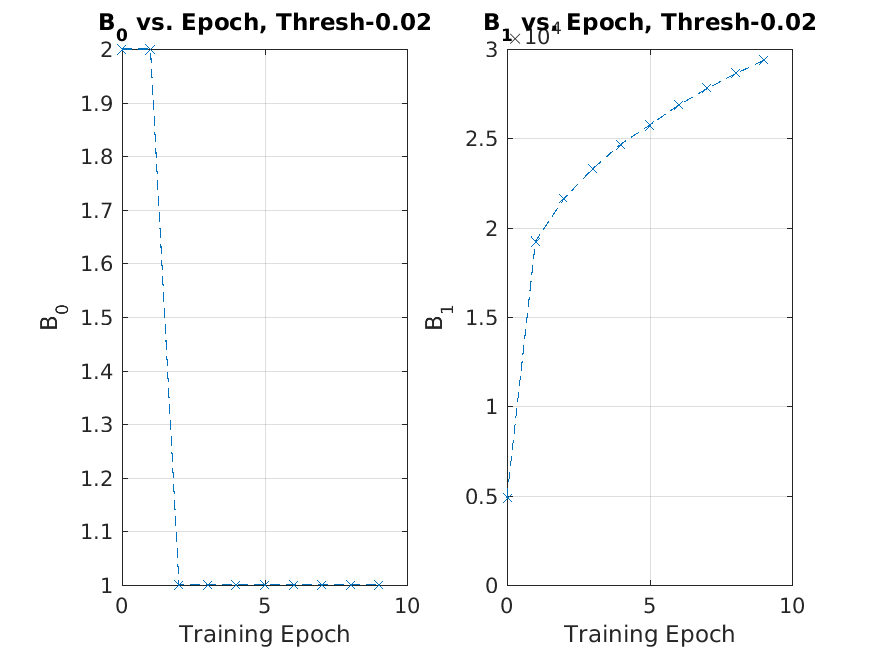 B₀ vs. Epoch, Thresh-0.02
2
1.9
1.8
1.7
1.6
1.5
1.4
1.3
1.2
1.1
1
B₀
0 5 10
Training Epoch
B₁ vs. Epoch, Thresh-0.02
× 10⁴
3
2.5
2
1.5
1
0.5
0
B₁
0 5 10
Training Epoch